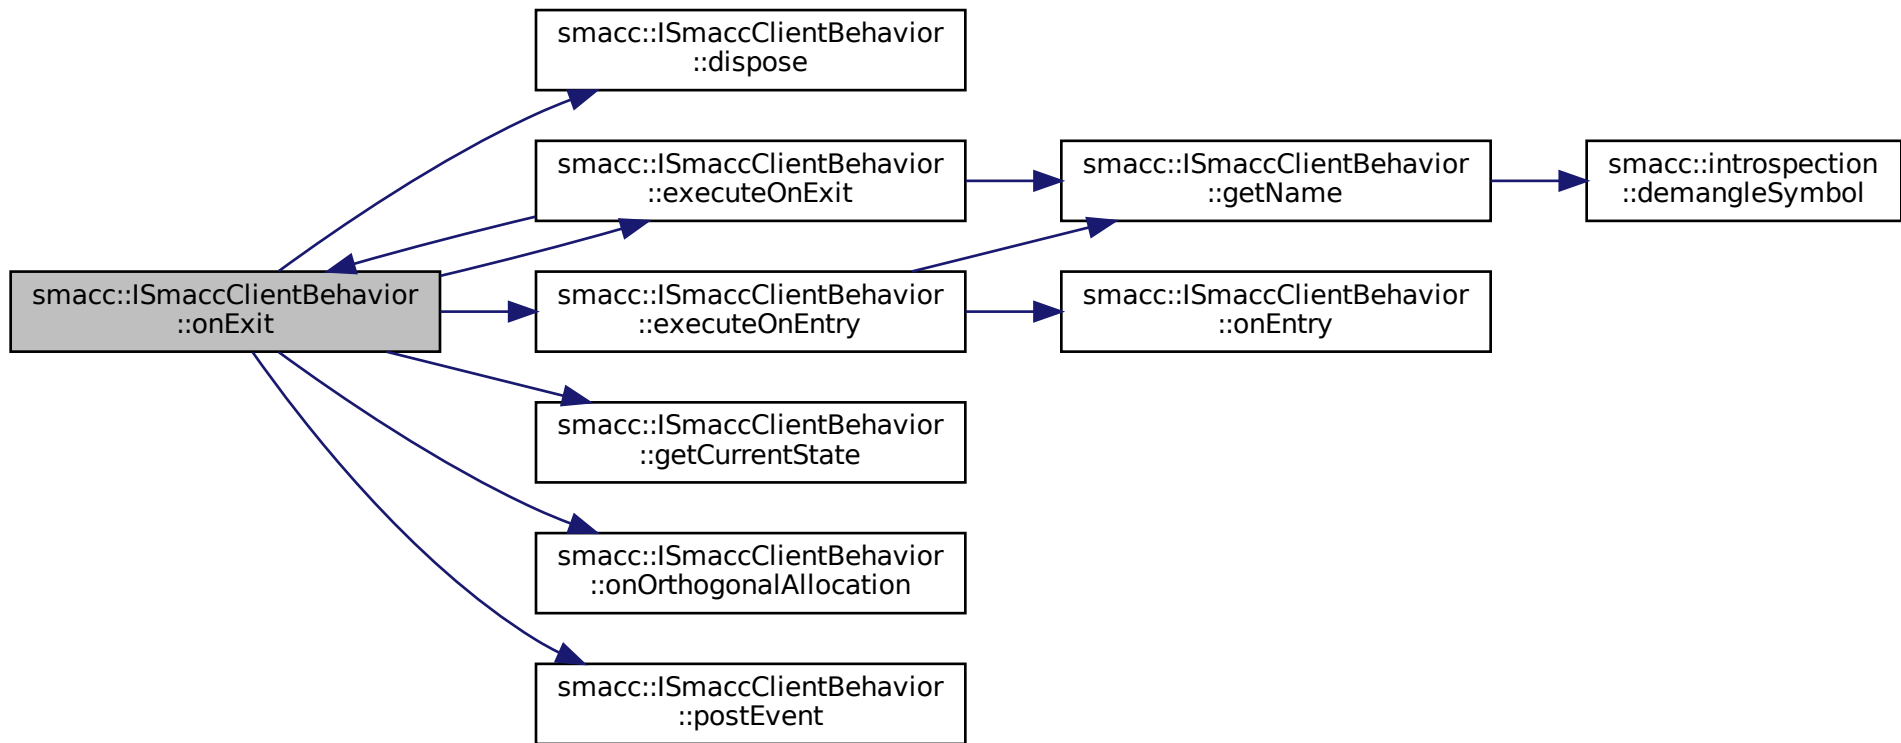 smacc::ISmaccClientBehavior
::dispose
smacc::ISmaccClientBehavior
::executeOnExit
smacc::ISmaccClientBehavior
::getName
smacc::introspection
::demangleSymbol
smacc::ISmaccClientBehavior
::onExit
smacc::ISmaccClientBehavior
::executeOnEntry
smacc::ISmaccClientBehavior
::onEntry
smacc::ISmaccClientBehavior
::getCurrentState
smacc::ISmaccClientBehavior
::onOrthogonalAllocation
smacc::ISmaccClientBehavior
::postEvent